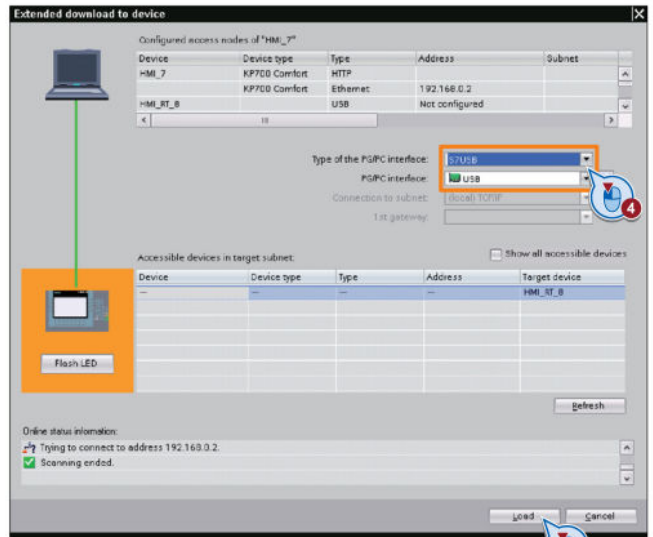 Extended download to device
Configured access nodes of "HMI_7"
Device Device type Type Address Subnet
HMI_7 KP700 Comfort HTTP
KP700 Comfort Ethernet 192.168.0.2
HMI_RT_8 USB Not configured
Type of the PG/PC interface: S7USB
PG/PC interface: USB
Connection to subnet: (local) TCP/IP
1st gateway:
4
Show all accessible devices
Accessible devices in target subnet:
Device Device type Type Address Target device
— — — — HMI_RT_8
Flash LED
Refresh
Online status information:
Trying to connect to address 192.168.0.2.
Scanning ended.
Load Cancel